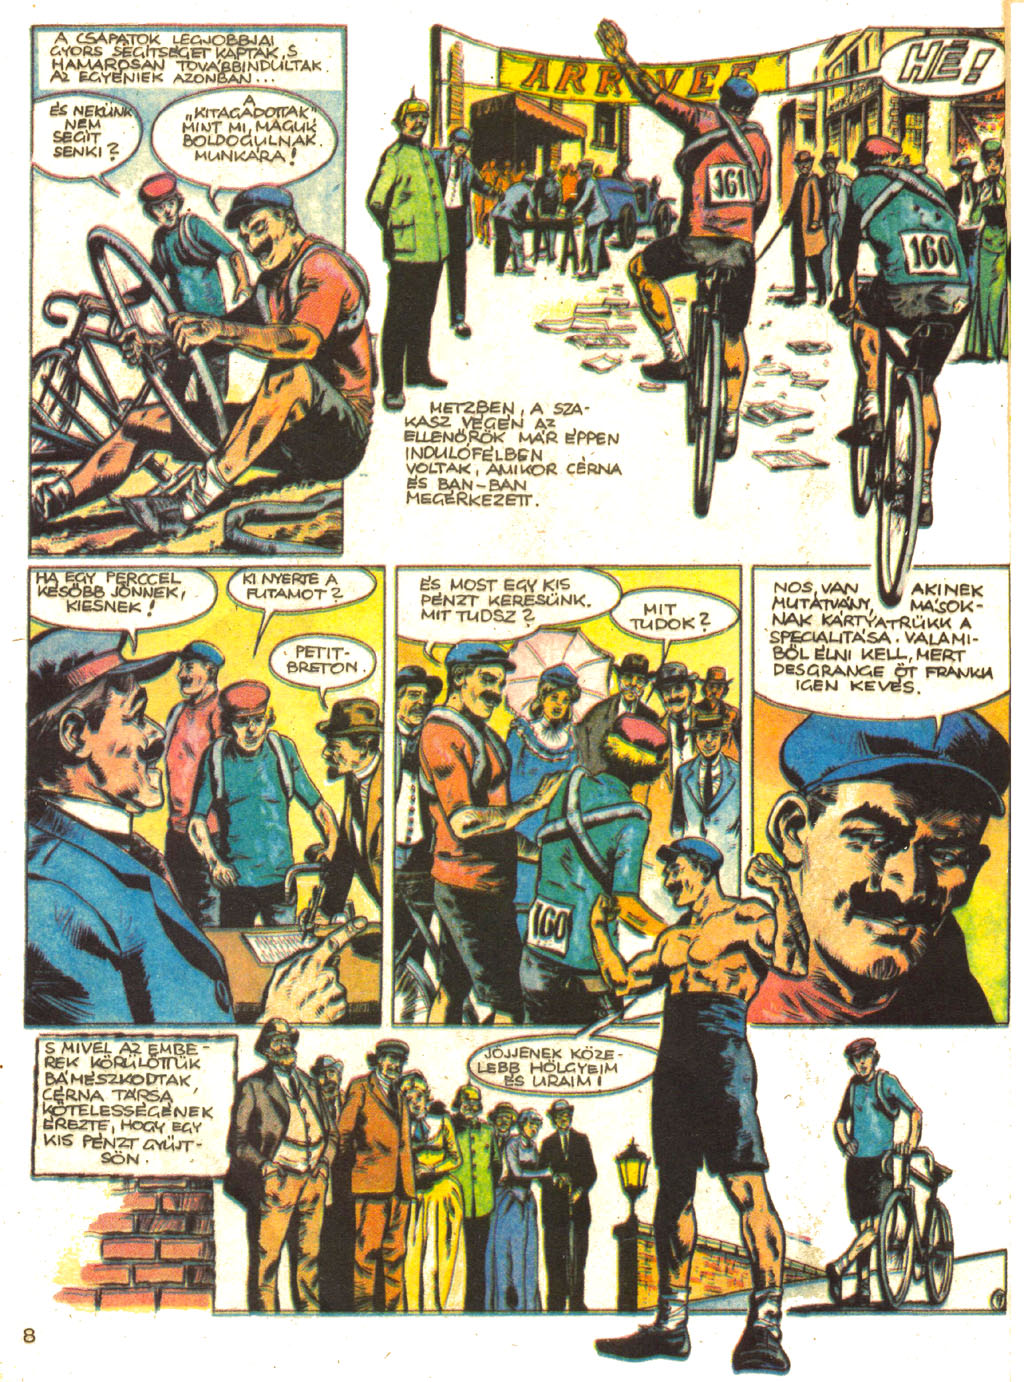 A CSAPATOK LEGJOBBJAI
GYORS SEGÍTSÉGET KAPTAK, S
HAMAROSAN TOVÁBBINDULTAK.
AZ EGYÉNIEK AZONBAN...
ÉS NEKÜNK
NEM
SEGÍT
SENKI?
A
„KITAGADOTTAK"
MINT MI, MAGUK
BOLDOGULNAK.
MUNKÁRA!
ARRIVEE
HÉ!
161
160
METZBEN, A SZA-
KASZ VÉGÉN AZ
ELLENŐRÖK MÁR ÉPPEN
INDULÓFÉLBEN
VOLTAK, AMIKOR CÉRNA
ÉS BAN-BAN
MEGÉRKEZETT.
HA EGY PERCCEL
KÉSŐBB JÖNNEK,
KIESNEK!
KI NYERTE A
FUTAMOT?
PETIT-
BRETON.
ÉS MOST EGY KIS
PÉNZT KERESÜNK.
MIT TUDSZ?
MIT
TUDOK?
160
NOS, VAN AKINEK
MUTATVÁNY, MÁSOK-
NAK KÁRTYATRÜKK A
SPECIALITÁSA. VALAMI-
BŐL ÉLNI KELL, MERT
DESGRANGE ÖT FRANKJA
IGEN KEVÉS.
S MIVEL AZ EMBE-
REK KÖRÜLÖTTÜK
BÁMÉSZKODTAK,
CÉRNA TÁRSA
KÖTELESSÉGÉNEK
ÉREZTE, HOGY EGY
KIS PÉNZT GYŰJT-
SÖN.
JÖJJENEK KÖZE-
LEBB HÖLGYEIM
ÉS URAIM!
8